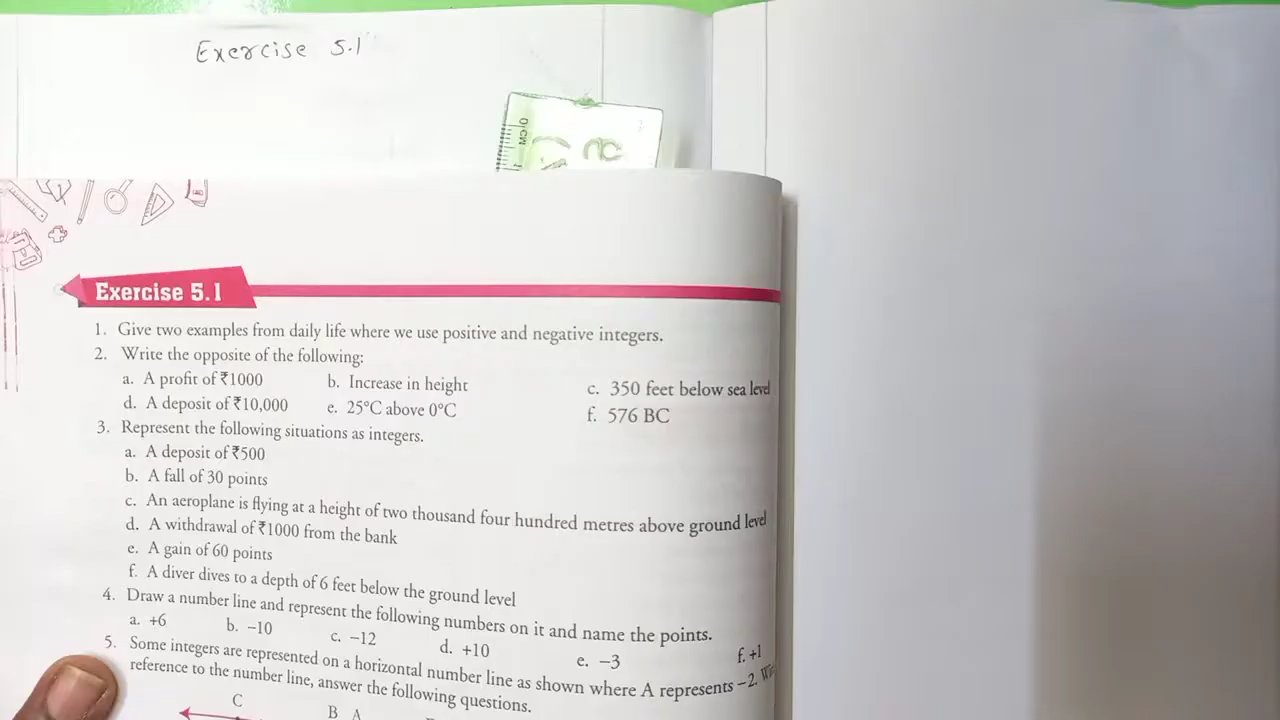 Exercise 5.1
0CM 1
Exercise 5.1
1. Give two examples from daily life where we use positive and negative integers.
2. Write the opposite of the following:
a. A profit of ₹1000 b. Increase in height c. 350 feet below sea level
d. A deposit of ₹10,000 e. 25°C above 0°C f. 576 BC
3. Represent the following situations as integers.
a. A deposit of ₹500
b. A fall of 30 points
c. An aeroplane is flying at a height of two thousand four hundred metres above ground level
d. A withdrawal of ₹1000 from the bank
e. A gain of 60 points
f. A diver dives to a depth of 6 feet below the ground level
4. Draw a number line and represent the following numbers on it and name the points.
a. +6 b. −10 c. −12 d. +10 e. −3 f. +1
5. Some integers are represented on a horizontal number line as shown where A represents −2.
reference to the number line, answer the following questions.
C B A